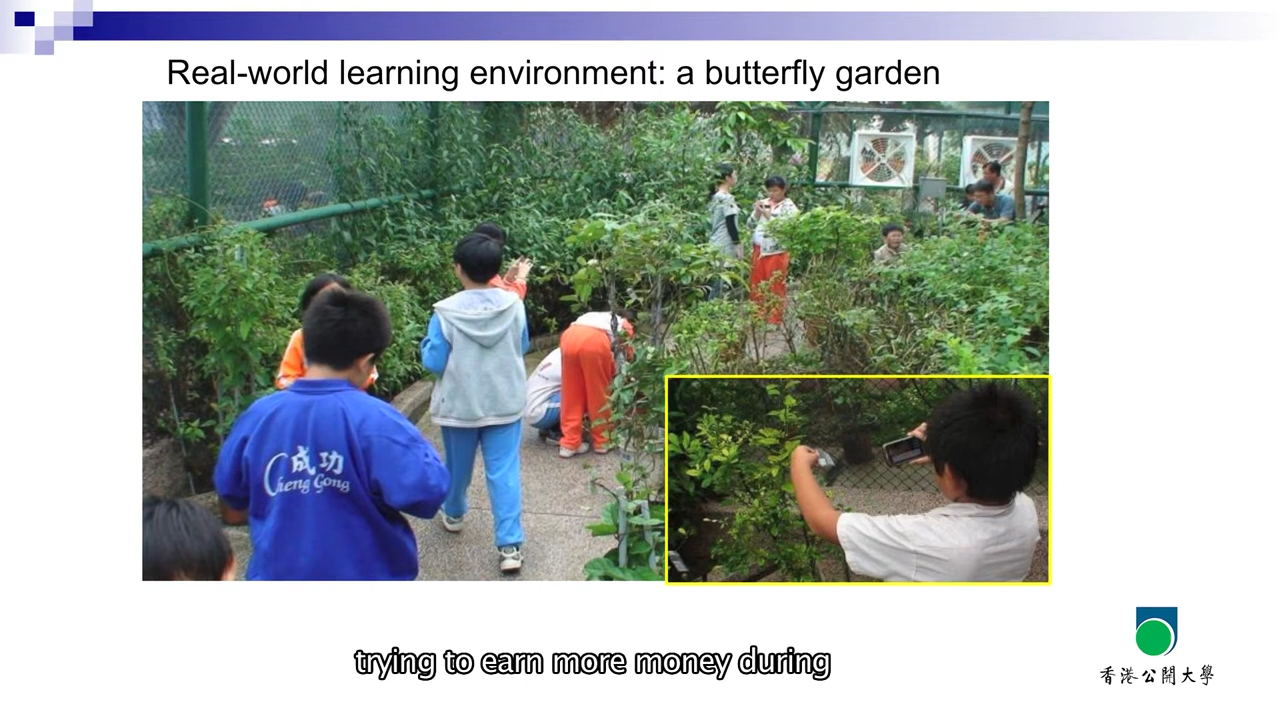 Real-world learning environment: a butterfly garden
成功
Cheng Gong
trying to earn more money during
香港公開大學